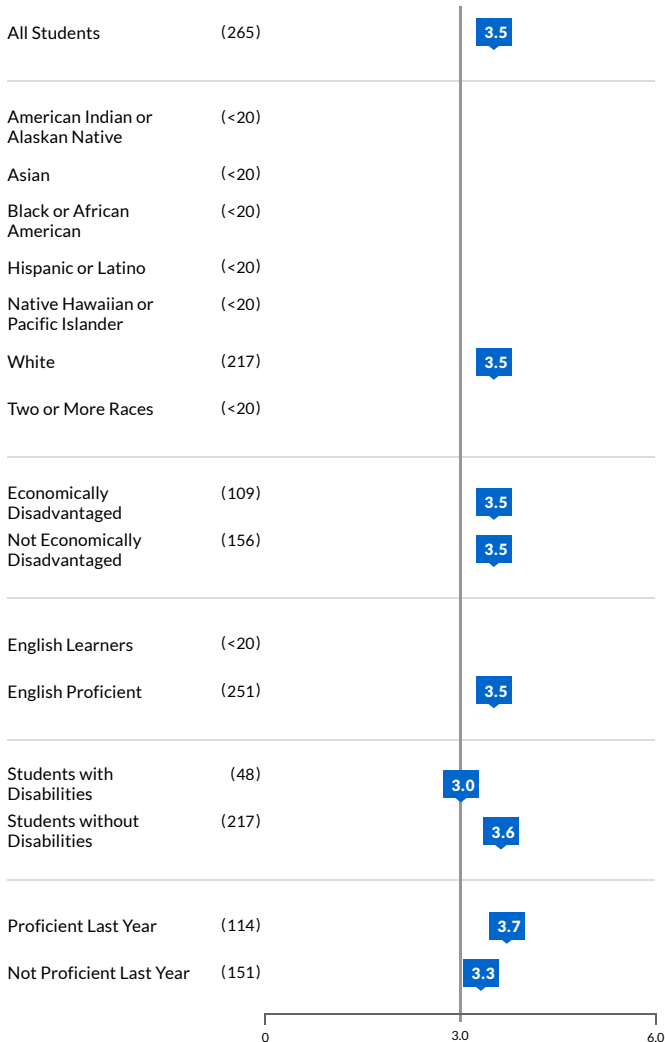 All Students (265) 3.5
American Indian or (<20)
Alaskan Native
Asian (<20)
Black or African (<20)
American
Hispanic or Latino (<20)
Native Hawaiian or (<20)
Pacific Islander
White (217) 3.5
Two or More Races (<20)
Economically (109) 3.5
Disadvantaged
Not Economically (156) 3.5
Disadvantaged
English Learners (<20)
English Proficient (251) 3.5
Students with (48) 3.0
Disabilities
Students without (217) 3.6
Disabilities
Proficient Last Year (114) 3.7
Not Proficient Last Year (151) 3.3
0 3.0 6.0